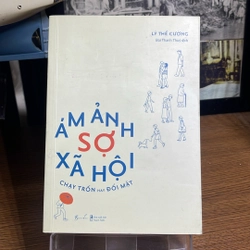 LÝ THẾ CƯỜNG
ÁM ẢNH
SỢ
XÃ HỘI
CHẠY TRỐN HAY ĐỐI MẶT